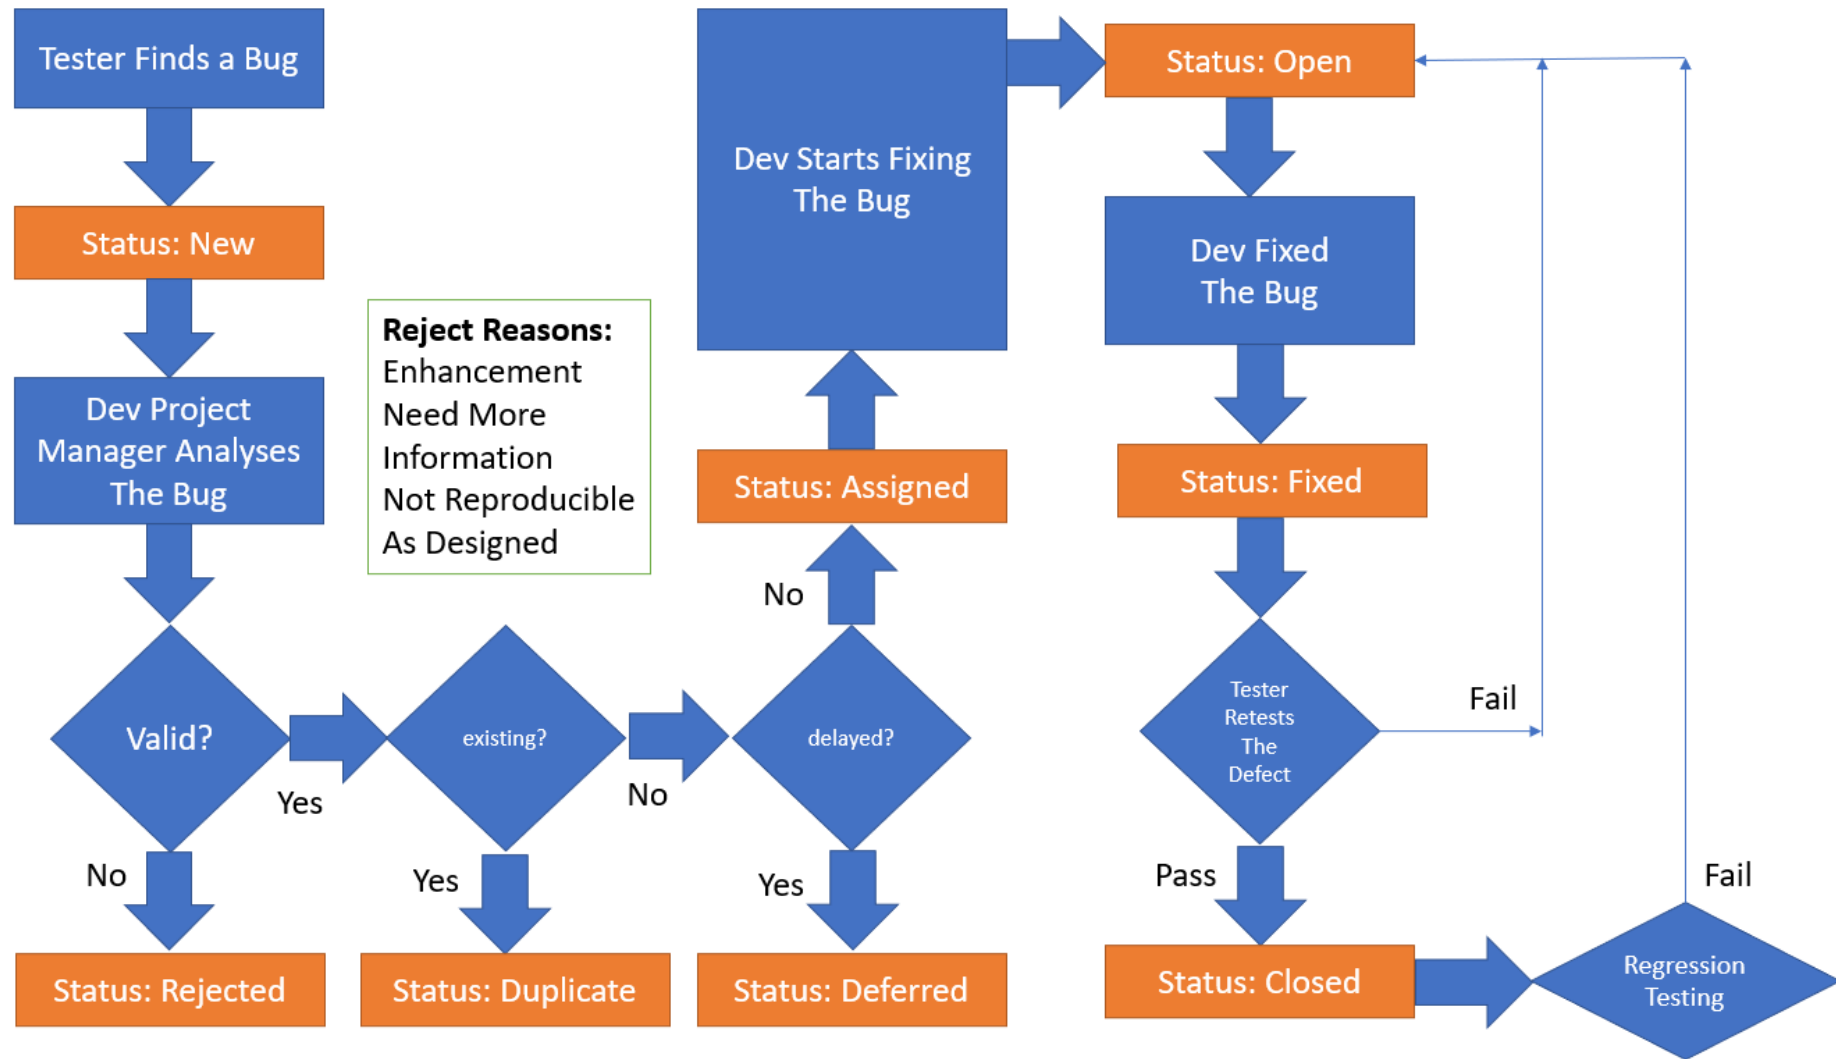 Tester Finds a Bug
Status: New
Dev Project
Manager Analyses
The Bug
Valid?
No
Status: Rejected
Yes
existing?
Yes
Status: Duplicate
No
delayed?
Yes
Status: Deferred
No
Status: Assigned
Dev Starts Fixing
The Bug
Reject Reasons:
Enhancement
Need More
Information
Not Reproducible
As Designed
Status: Open
Dev Fixed
The Bug
Status: Fixed
Tester
Retests
The
Defect
Fail
Pass
Status: Closed
Regression
Testing
Fail